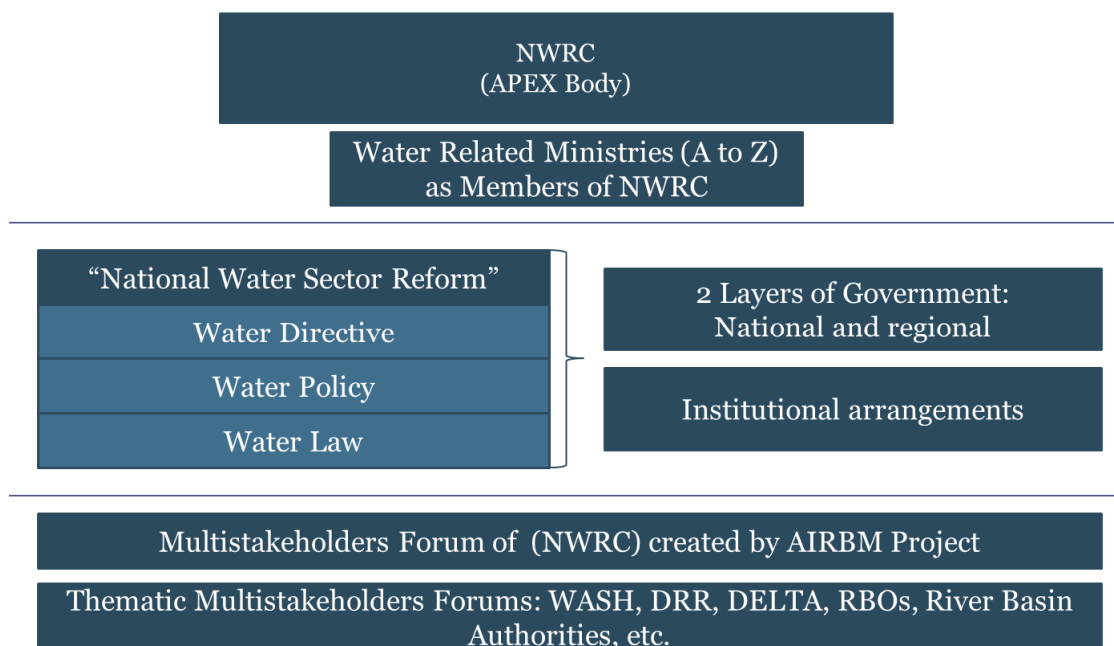 NWRC
(APEX Body)
Water Related Ministries (A to Z)
as Members of NWRC
“National Water Sector Reform”
Water Directive
Water Policy
Water Law
2 Layers of Government:
National and regional
Institutional arrangements
Multistakeholders Forum of  (NWRC) created by AIRBM Project
Thematic Multistakeholders Forums: WASH, DRR, DELTA, RBOs, River Basin
Authorities, etc.